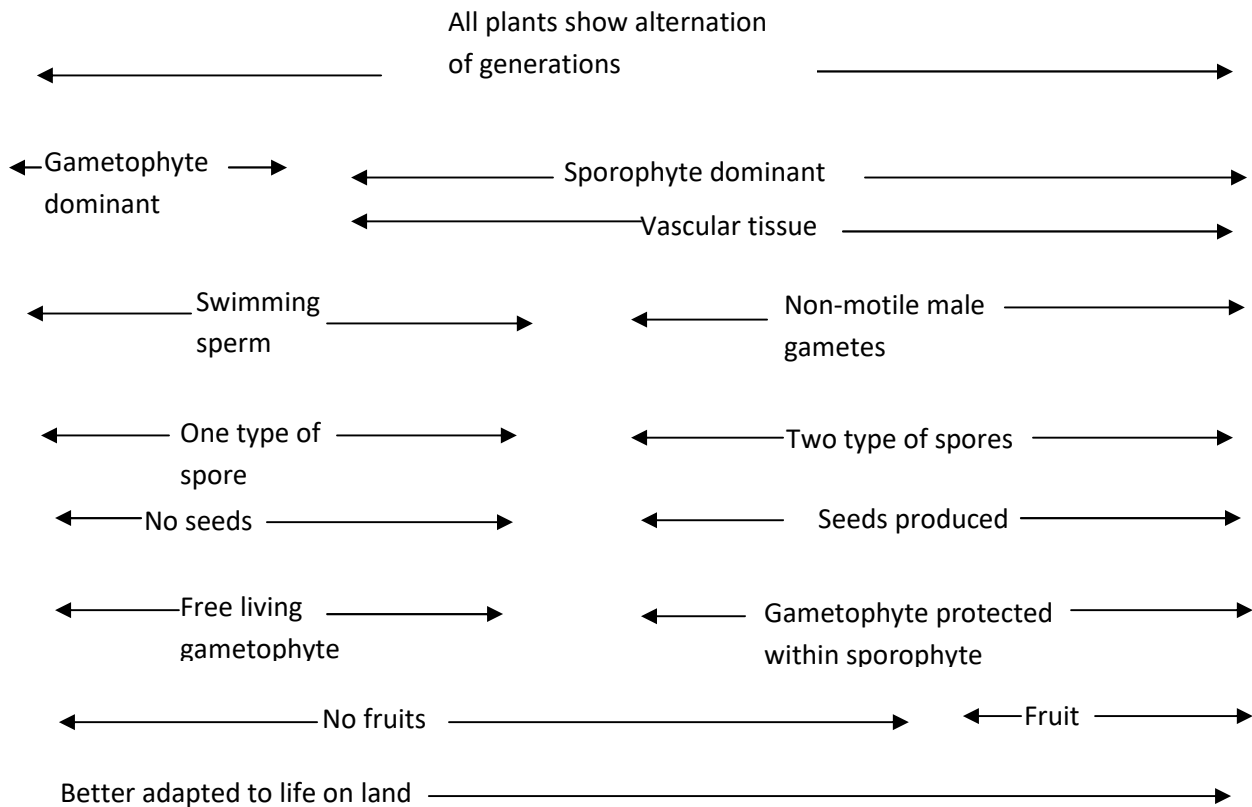 All plants show alternation
of generations
Gametophyte
dominant
Sporophyte dominant
Vascular tissue
Swimming
sperm
Non-motile male
gametes
One type of
spore
Two type of spores
No seeds
Seeds produced
Free living
gametophyte
Gametophyte protected
within sporophyte
No fruits
Fruit
Better adapted to life on land